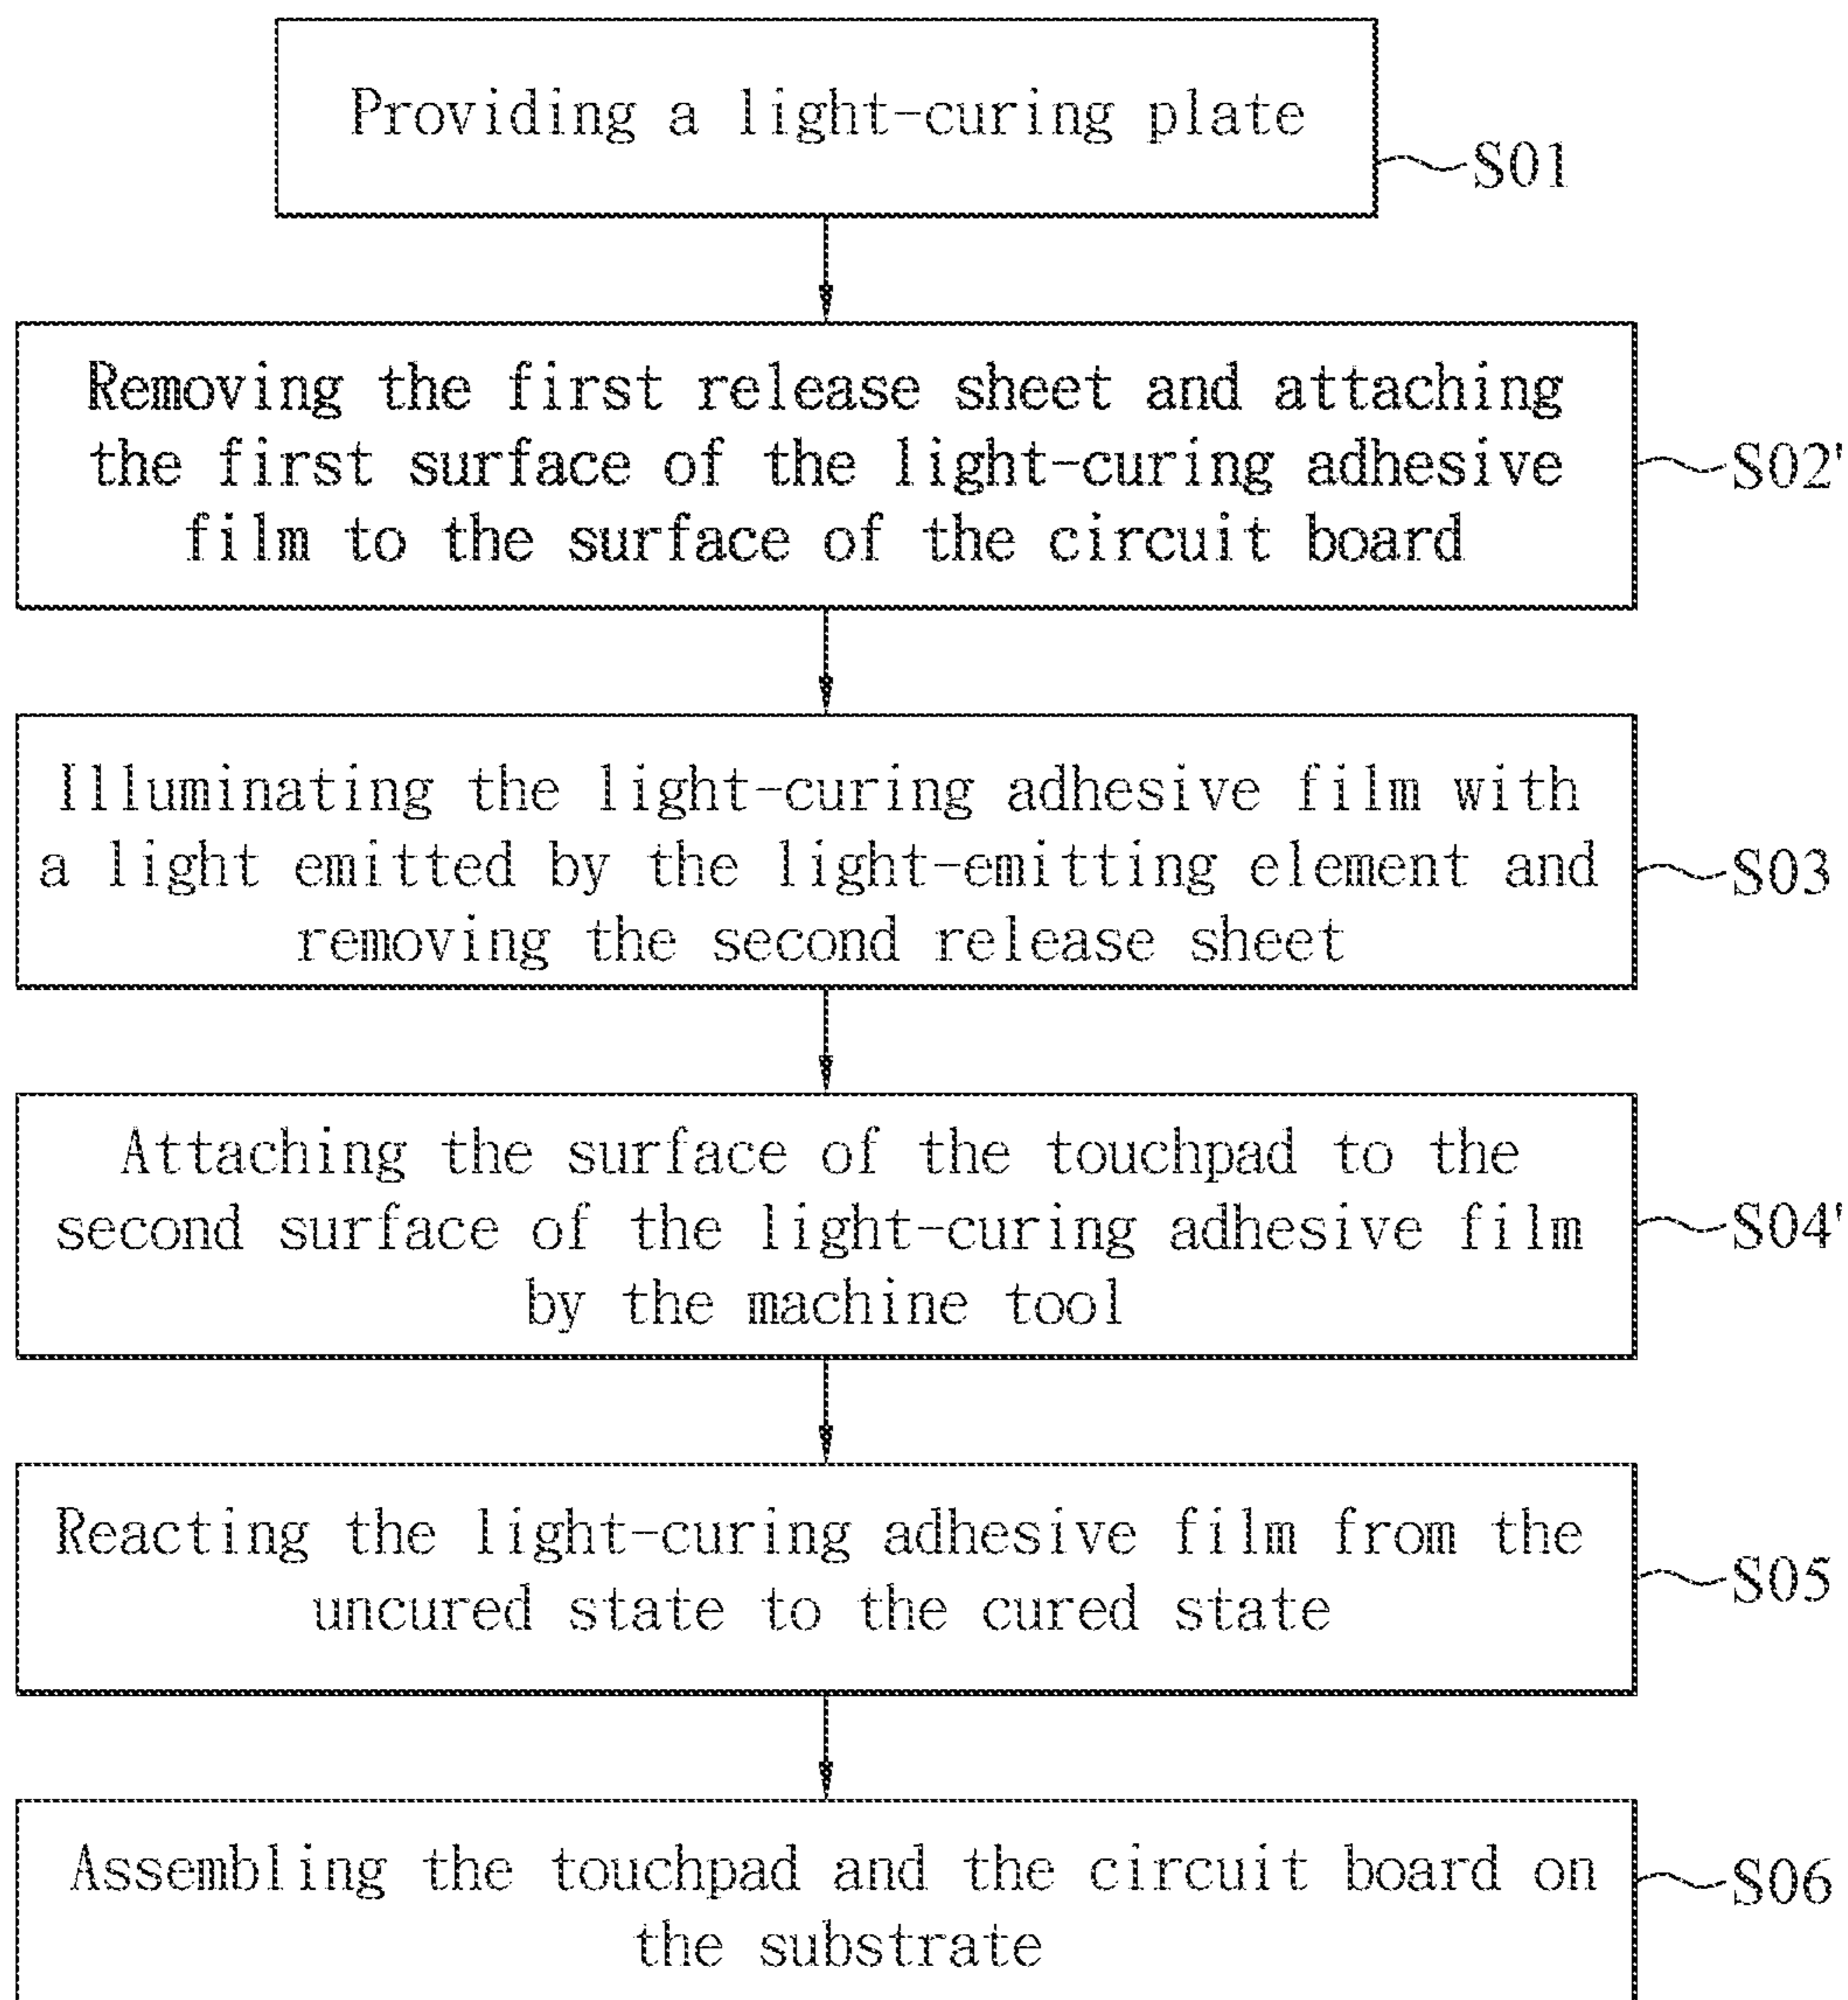 Providing a light-curing plate
S01
Removing the first release sheet and attaching
the first surface of the light-curing adhesive
film to the surface of the circuit board
S02'
Illuminating the light-curing adhesive film with
a light emitted by the light-emitting element and
removing the second release sheet
S03
Attaching the surface of the touchpad to the
second surface of the light-curing adhesive film
by the machine tool
S04'
Reacting the light-curing adhesive film from the
uncured state to the cured state
S05
Assembling the touchpad and the circuit board on
the substrate
S06